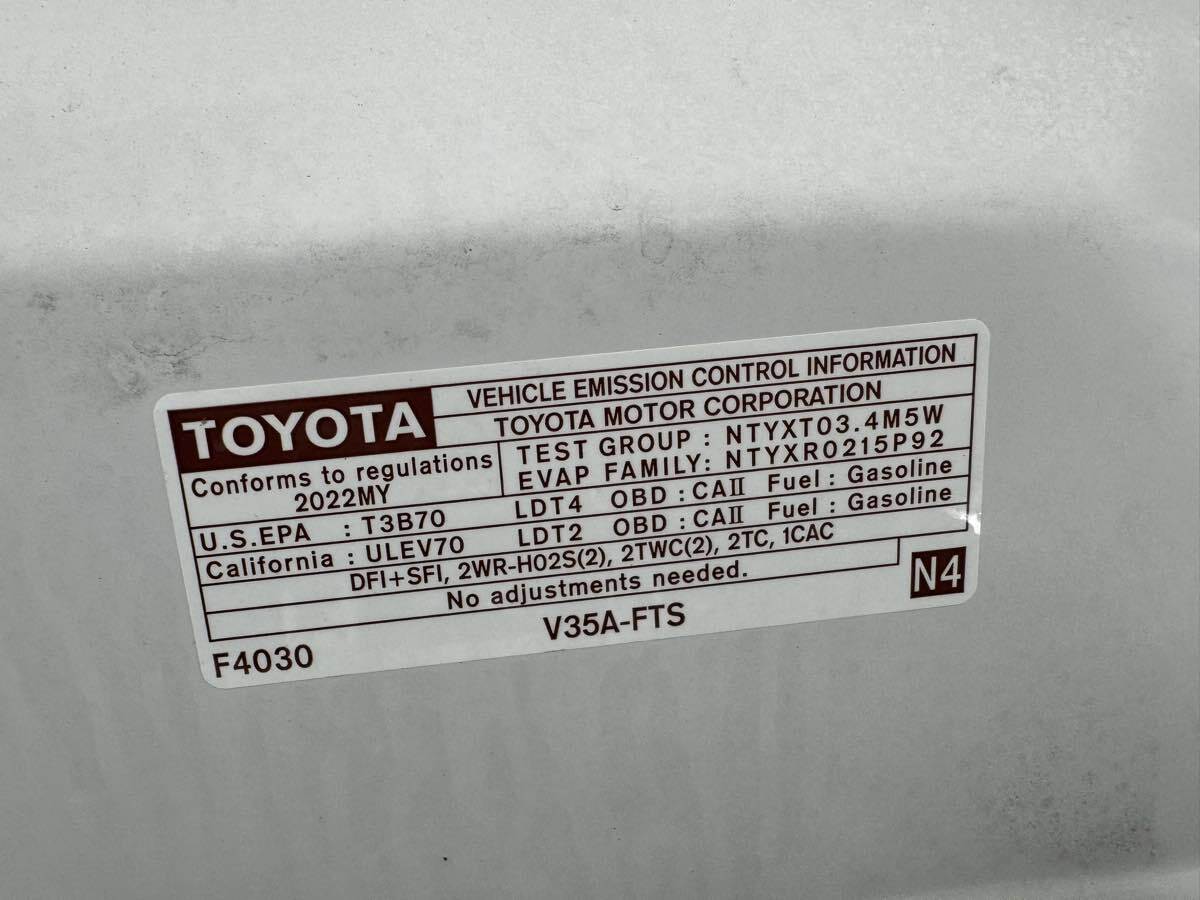 TOYOTA
VEHICLE EMISSION CONTROL INFORMATION
TOYOTA MOTOR CORPORATION
Conforms to regulations
2022MY
TEST GROUP : NTYXT03.4M5W
EVAP FAMILY: NTYXR0215P92
U.S.EPA : T3B70 LDT4 OBD : CAII Fuel : Gasoline
California : ULEV70 LDT2 OBD : CAII Fuel : Gasoline
DFI+SFI, 2WR-HO2S(2), 2TWC(2), 2TC, 1CAC
No adjustments needed.
N4
F4030
V35A-FTS